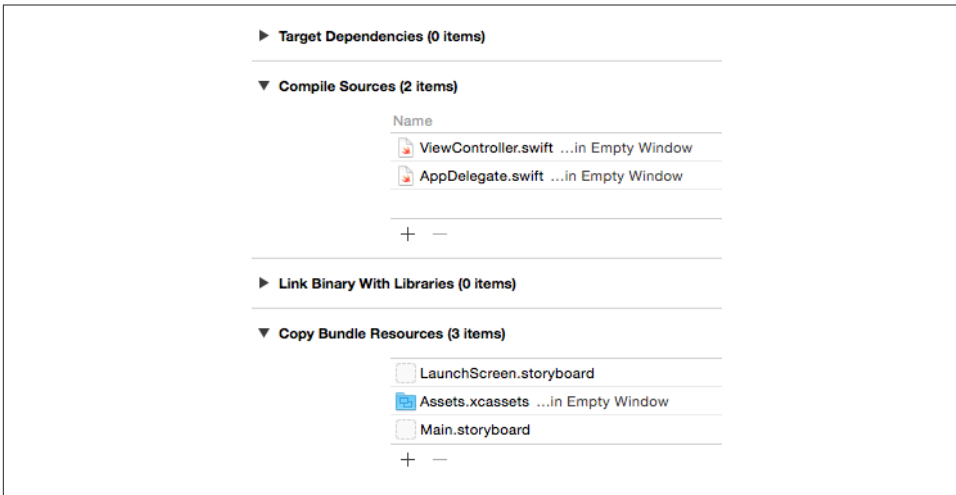 Target Dependencies (0 items)
Compile Sources (2 items)
Name
ViewController.swift ...in Empty Window
AppDelegate.swift ...in Empty Window
Link Binary With Libraries (0 items)
Copy Bundle Resources (3 items)
LaunchScreen.storyboard
Assets.xcassets ...in Empty Window
Main.storyboard